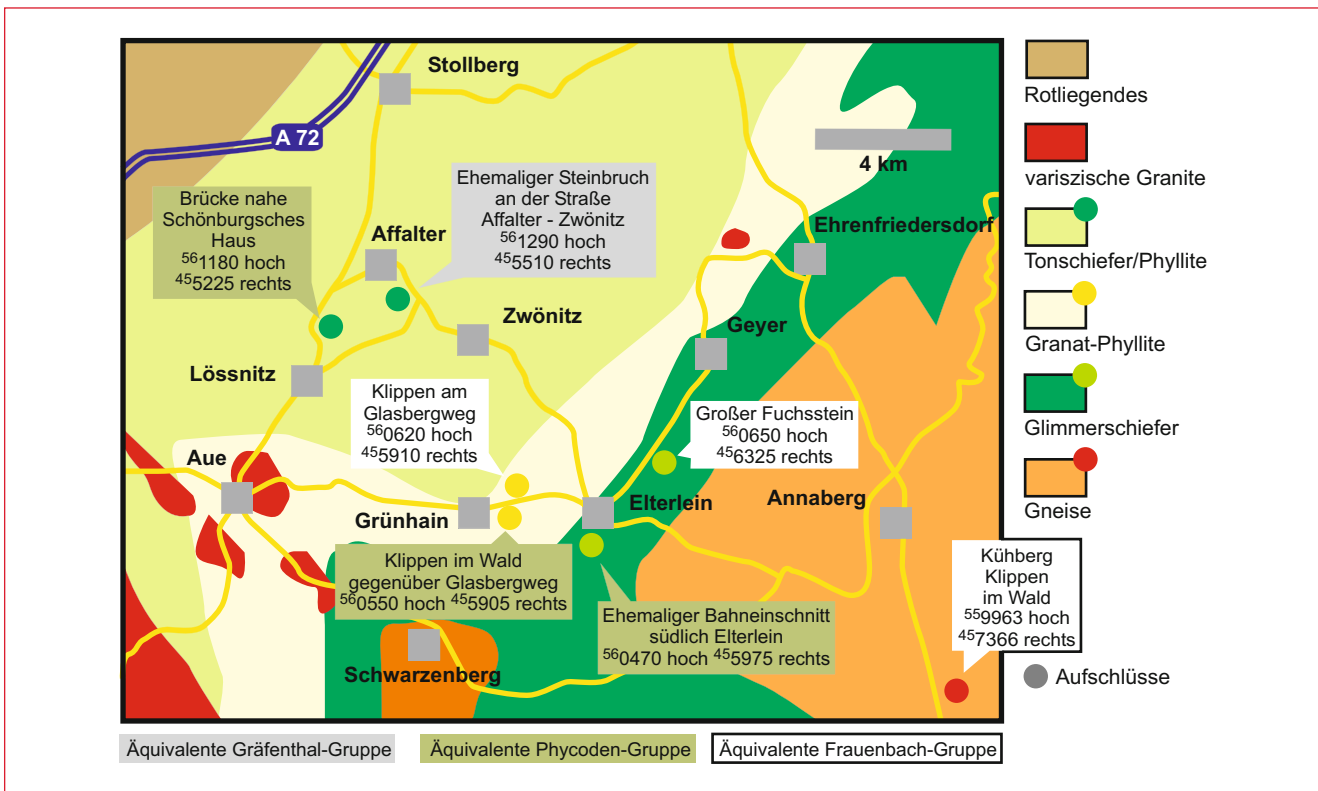 Stollberg
A 72
4 km
Brücke nahe
Schönburgsches
Haus
⁵⁶1180 hoch
⁴⁵5225 rechts
Ehemaliger Steinbruch
an der Straße
Affalter - Zwönitz
⁵⁶1290 hoch
⁴⁵5510 rechts
Affalter
Ehrenfriedersdorf
Zwönitz
Geyer
Lössnitz
Klippen am
Glasbergweg
⁵⁶0620 hoch
⁴⁵5910 rechts
Großer Fuchsstein
⁵⁶0650 hoch
⁴⁵6325 rechts
Aue
Grünhain
Elterlein
Annaberg
Klippen im Wald
gegenüber Glasbergweg
⁵⁶0550 hoch ⁴⁵5905 rechts
Ehemaliger Bahneinschnitt
südlich Elterlein
⁵⁶0470 hoch ⁴⁵5975 rechts
Kühberg
Klippen
im Wald
⁵⁵9963 hoch
⁴⁵7366 rechts
Schwarzenberg
Rotliegendes
variszische Granite
Tonschiefer/Phyllite
Granat-Phyllite
Glimmerschiefer
Gneise
Aufschlüsse
Äquivalente Gräfenthal-Gruppe
Äquivalente Phycoden-Gruppe
Äquivalente Frauenbach-Gruppe